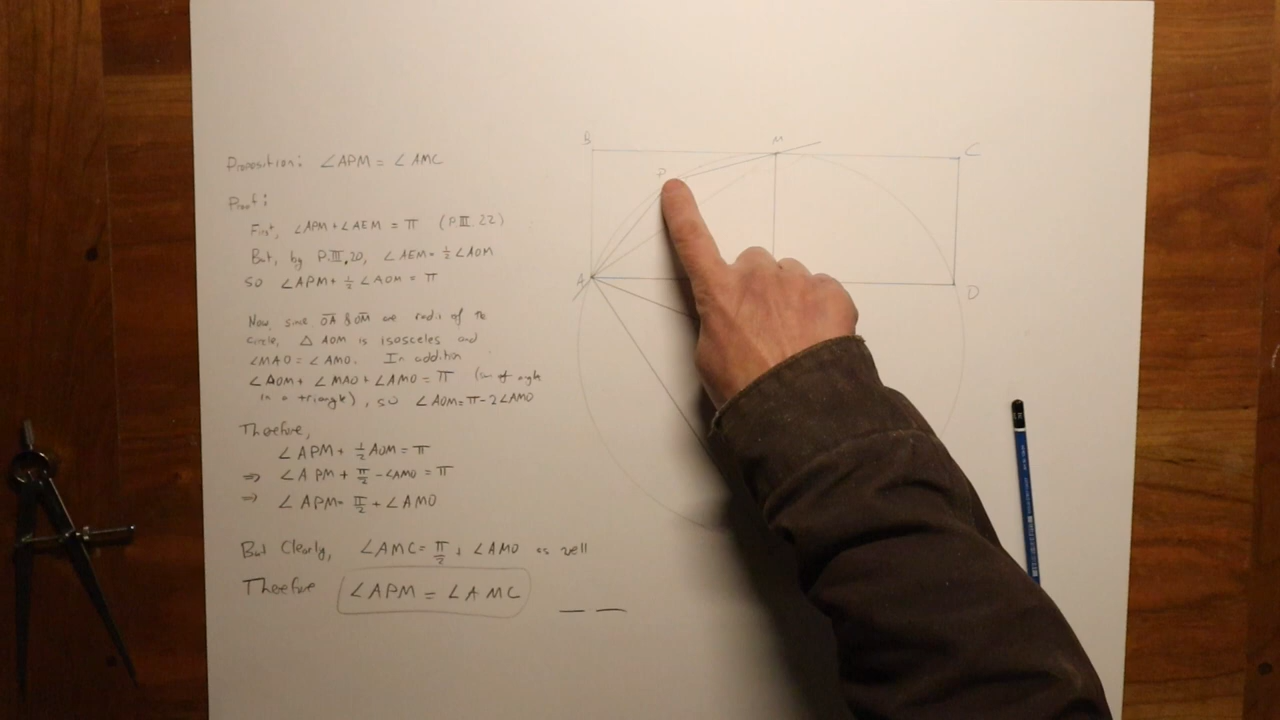 Proposition: ∠APM = ∠AMC
Proof:
First, ∠APM + ∠AEM = π (P.III.22)
But, by P.III.20, ∠AEM = ½ ∠AOM
so ∠APM + ½ ∠AOM = π
Now, since OA & OM are radii of the
circle, △ AOM is isosceles and
∠MAO = ∠AMO. In addition
∠AOM + ∠MAO + ∠AMO = π (sum of angles
in a triangle), so ∠AOM = π - 2∠AMO
Therefore,
∠APM + ½ AOM = π
⇒ ∠APM + π/2 - ∠AMO = π
⇒ ∠APM = π/2 + ∠AMO
But Clearly, ∠AMC = π/2 + ∠AMO as well
Therefore ∠APM = ∠AMC
B
M
C
P
A
D